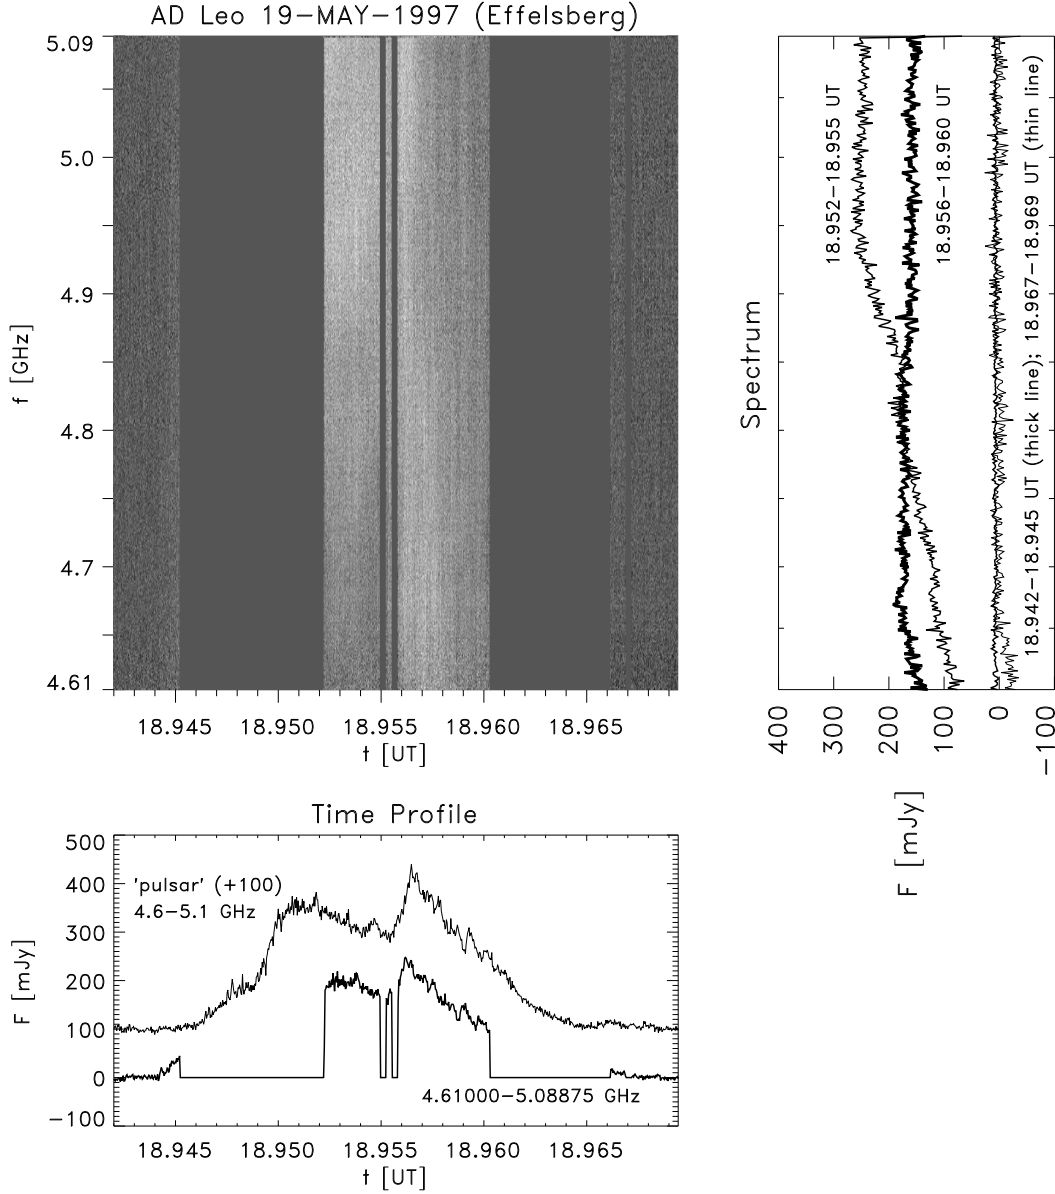 AD Leo 19-MAY-1997 (Effelsberg)
5.09
5.0
4.9
4.8
4.7
4.61
f [GHz]
18.945 18.950 18.955 18.960 18.965
t [UT]
Spectrum
18.952-18.955 UT
18.956-18.960 UT
18.942-18.945 UT (thick line); 18.967-18.969 UT (thin line)
400 300 200 100 0 -100
F [mJy]
Time Profile
500
400
300
200
100
0
-100
F [mJy]
'pulsar' (+100)
4.6-5.1 GHz
4.61000-5.08875 GHz
18.945 18.950 18.955 18.960 18.965
t [UT]